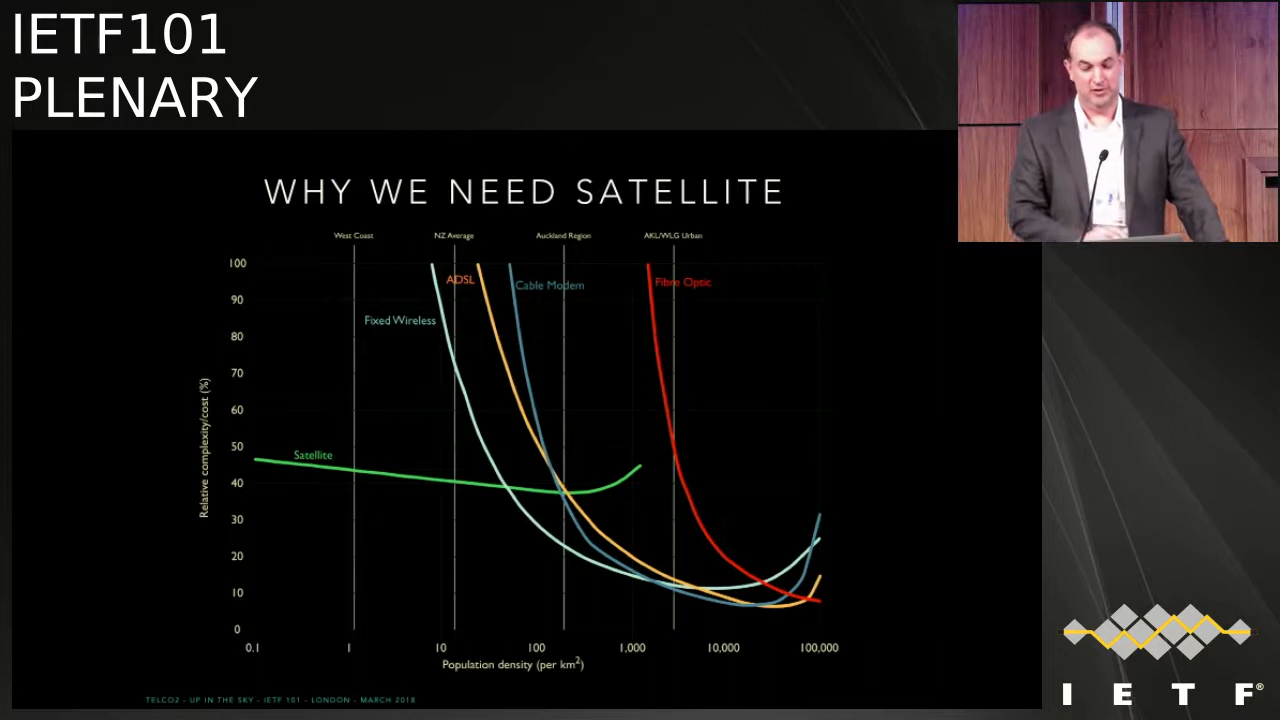 IETF101
PLENARY
WHY WE NEED SATELLITE
West Coast
NZ Average
Auckland Region
AKL/WLG Urban
100
90
80
70
60
50
40
30
20
10
0
Relative complexity/cost (%)
ADSL
Cable Modem
Fibre Optic
Fixed Wireless
Satellite
0.1
1
10
100
1,000
10,000
100,000
Population density (per km²)
TELCO2 - UP IN THE SKY - IETF 101 - LONDON - MARCH 2018
I E T F®